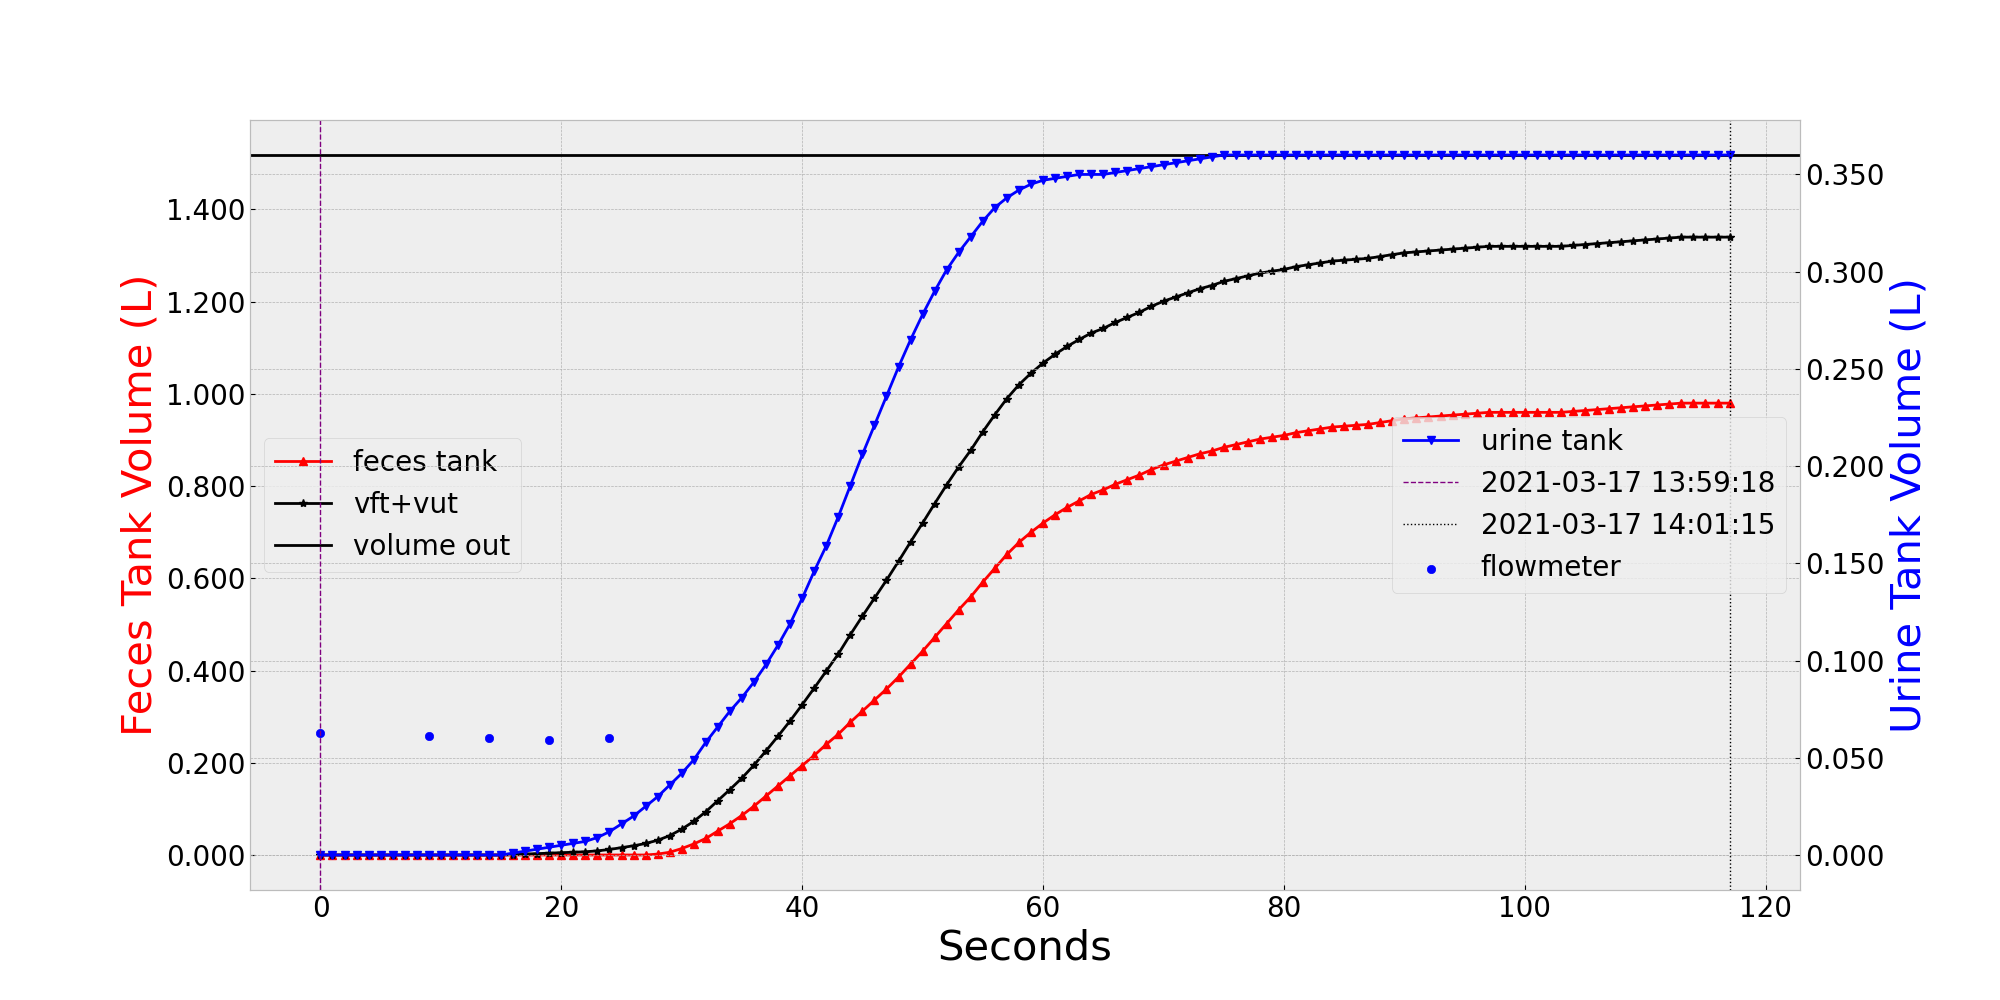 Feces Tank Volume (L)
1.400
1.200
1.000
0.800
0.600
0.400
0.200
0.000
feces tank
vft+vut
volume out
urine tank
2021-03-17 13:59:18
2021-03-17 14:01:15
flowmeter
0.350
0.300
0.250
0.200
0.150
0.100
0.050
0.000
Urine Tank Volume (L)
0 20 40 60 80 100 120
Seconds